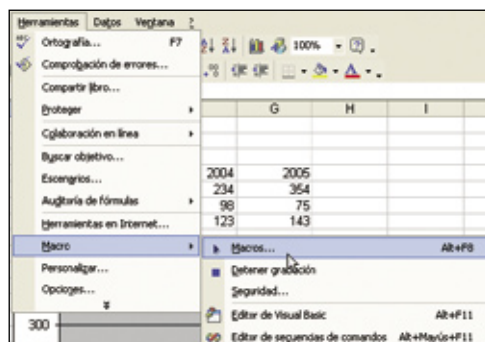 Herramientas Datos Ventana ?
Ortografía... F7
100%
Comprobación de errores...
Compartir libro...
Proteger
G H I
Colaboración en línea
Buscar objetivo...
Escenarios...
2004 2005
234 354
Auditoría de fórmulas
98 75
Herramientas en Internet...
123 143
Macro
Macros... Alt+F8
Personalizar...
Detener grabación
Opciones...
Seguridad...
300
Editor de Visual Basic Alt+F11
Editor de secuencias de comandos Alt+Mayús+F11